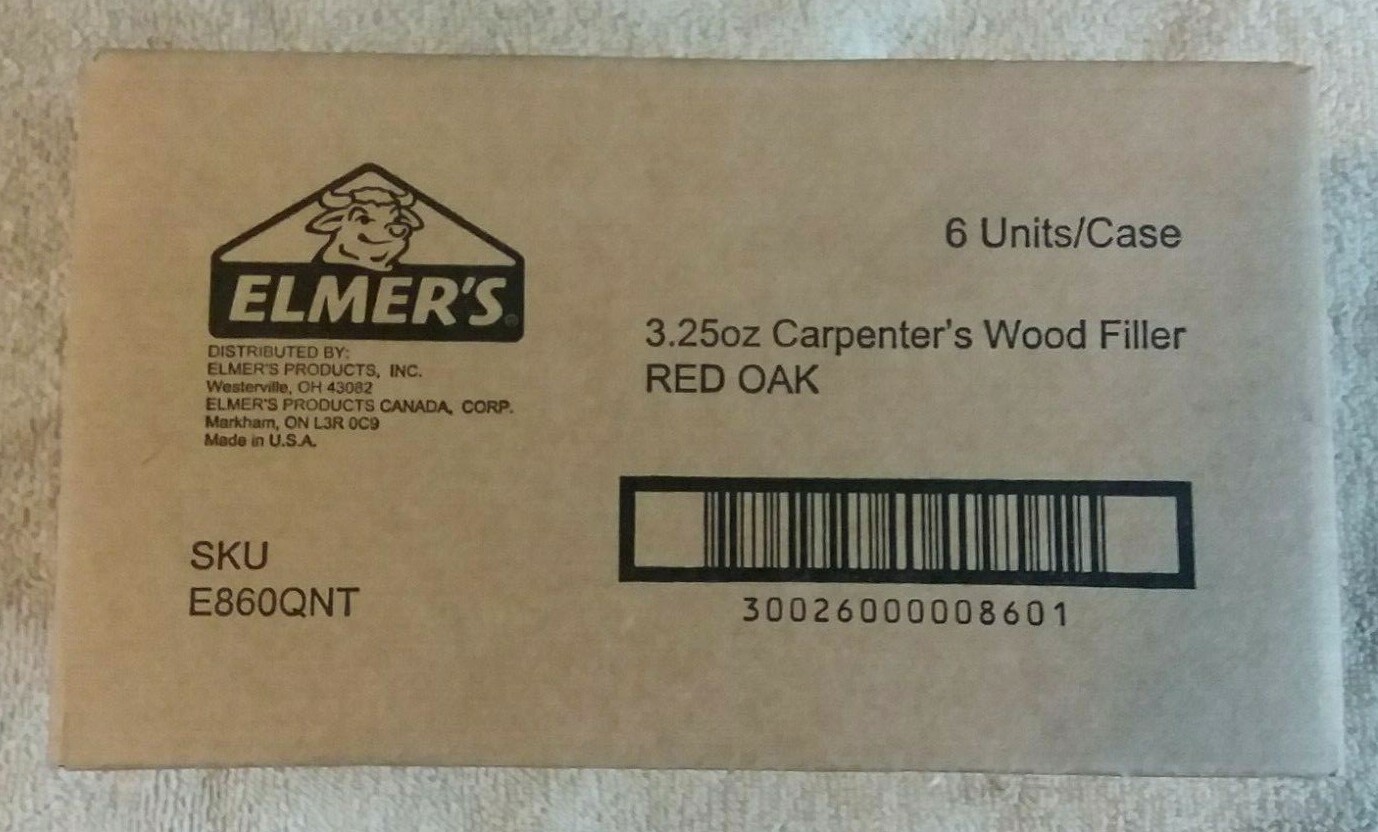 ELMER'S®
DISTRIBUTED BY:
ELMER'S PRODUCTS, INC.
Westerville, OH 43082
ELMER'S PRODUCTS CANADA, CORP.
Markham, ON L3R 0C9
Made in U.S.A.
6 Units/Case
3.25oz Carpenter's Wood Filler
RED OAK
SKU
E860QNT
30026000008601